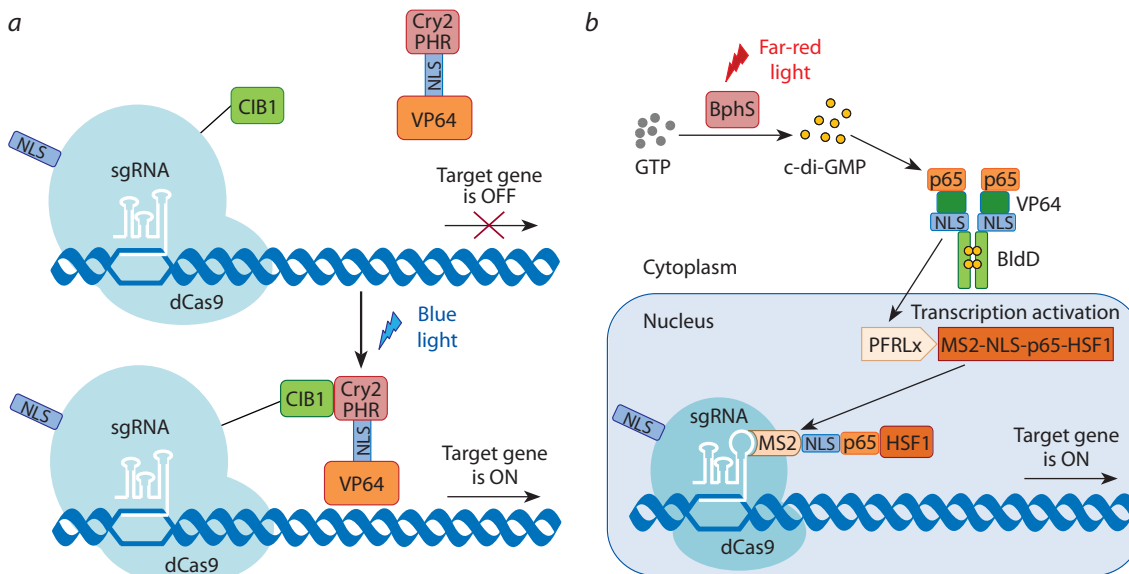 a
Cry2
PHR
NLS
VP64
CIB1
NLS
sgRNA
Target gene
is OFF
dCas9
Blue
light
NLS
CIB1
Cry2
PHR
sgRNA
NLS
VP64
Target gene
is ON
dCas9
b
Far-red
light
BphS
GTP
c-di-GMP
p65
p65
VP64
NLS
NLS
BldD
Cytoplasm
Nucleus
Transcription activation
PFRLx
MS2-NLS-p65-HSF1
NLS
sgRNA
MS2
NLS
p65
HSF1
Target gene
is ON
dCas9